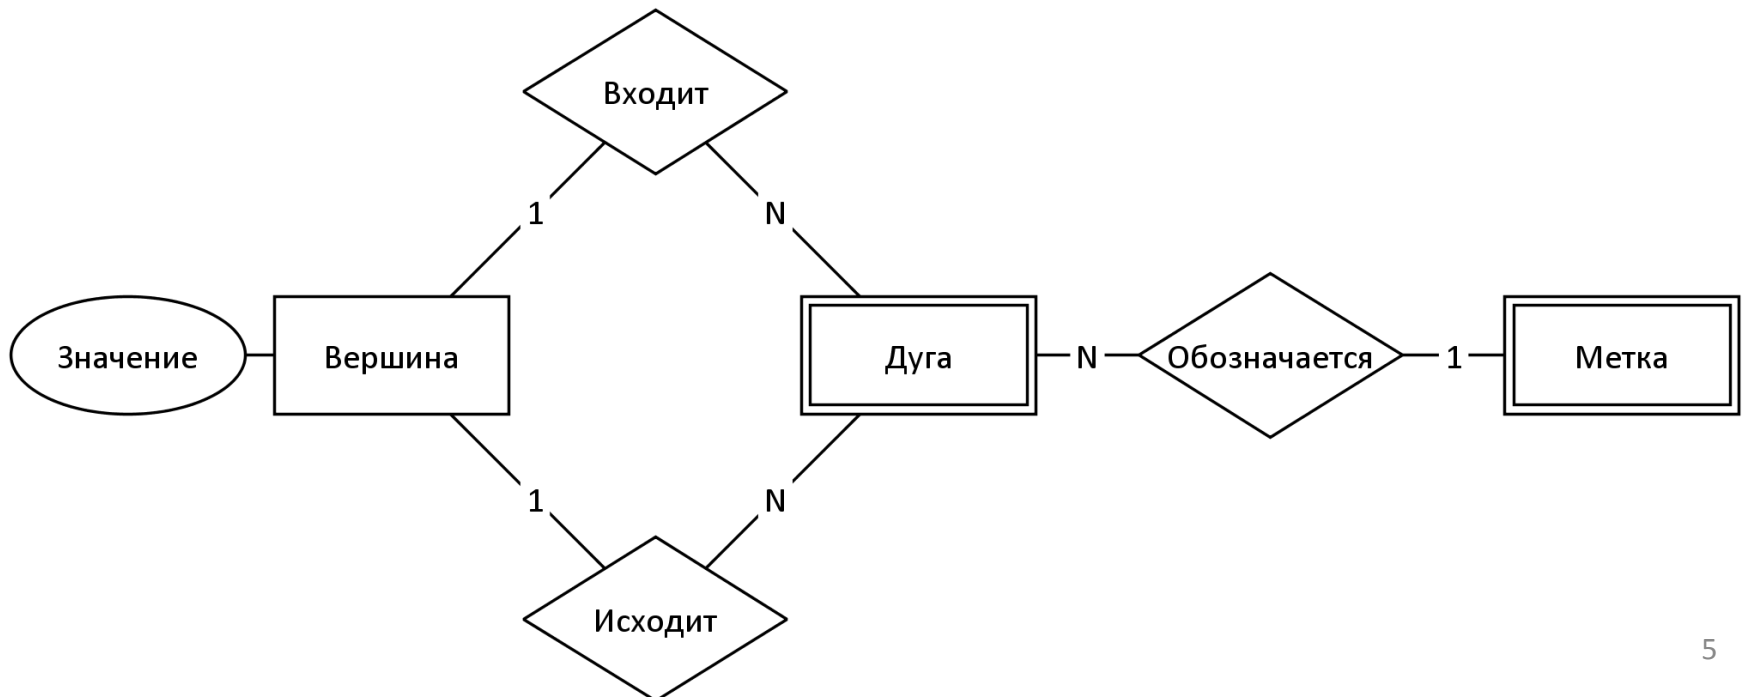 Входит
1
N
Значение
Вершина
Дуга
N
Обозначается
1
Метка
1
N
Исходит
5